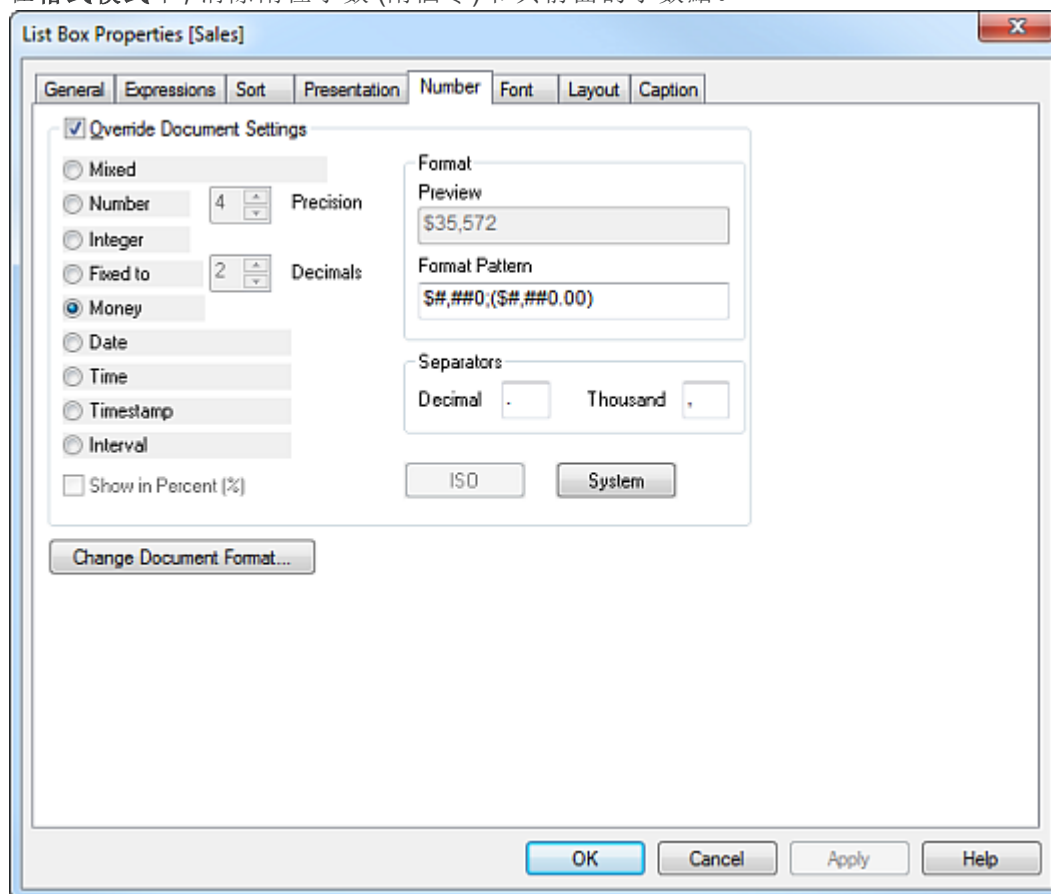 List Box Properties [Sales]
General Expressions Sort Presentation Number Font Layout Caption
Override Document Settings
Mixed
Number 4 Precision
Integer
Fixed to 2 Decimals
Money
Date
Time
Timestamp
Interval
Show in Percent (%)
Format
Preview
$35,572
Format Pattern
$#,##0;($#,##0.00)
Separators
Decimal . Thousand ,
ISO System
Change Document Format...
OK Cancel Apply Help